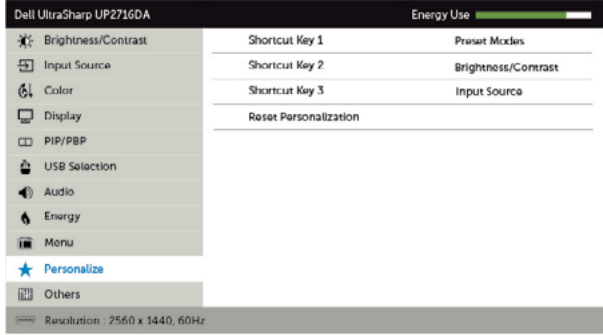 Dell UltraSharp UP2716DA Energy Use
Brightness/Contrast Shortcut Key 1 Preset Modes
Input Source Shortcut Key 2 Brightness/Contrast
Color Shortcut Key 3 Input Source
Display Reset Personalization
PIP/PBP
USB Selection
Audio
Energy
Menu
Personalize
Others
Resolution : 2560 x 1440, 60Hz